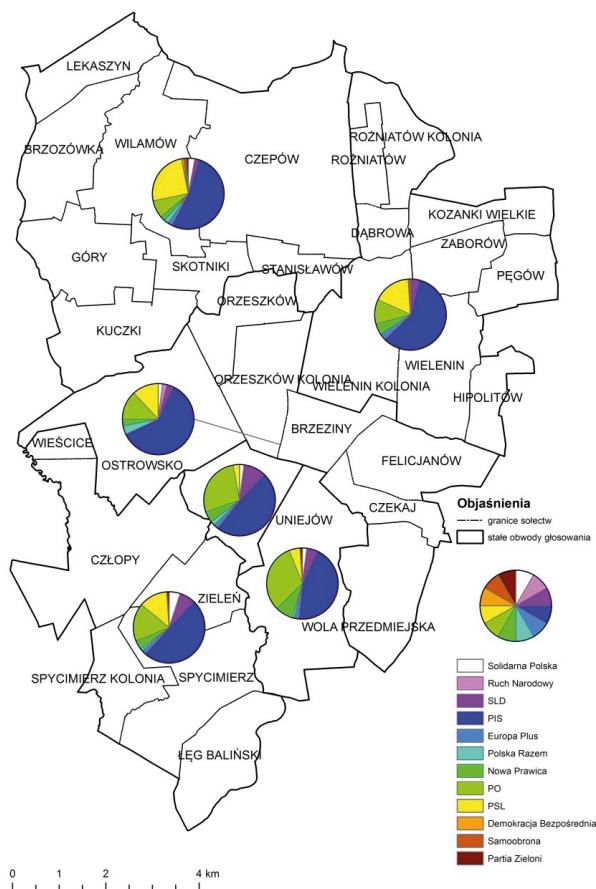 LEKASZYN
BRZOZÓWKA
WILAMÓW
CZEPÓW
ROŻNIATÓW KOLONIA
ROŻNIATÓW
KOZANKI WIELKIE
DĄBROWA
ZABORÓW
GÓRY
SKOTNIKI
STANISŁAWÓW
PĘGÓW
ORZESZKÓW
KUCZKI
WIELENIN
ORZESZKÓW KOLONIA
WIELENIN KOLONIA
HIPOLITÓW
BRZEZINY
WIEŚCICE
OSTROWSKO
FELICJANÓW
CZEKAJ
UNIEJÓW
CZŁOPY
ZIELEŃ
WOLA PRZEDMIEJSKA
SPYCIMIERZ KOLONIA
SPYCIMIERZ
ŁĘG BALIŃSKI
Objaśnienia
granice sołectw
stałe obwody głosowania
Solidarna Polska
Ruch Narodowy
SLD
PIS
Europa Plus
Polska Razem
Nowa Prawica
PO
PSL
Demokracja Bezpośrednia
Samoobrona
Partia Zieloni
0 1 2 4 km